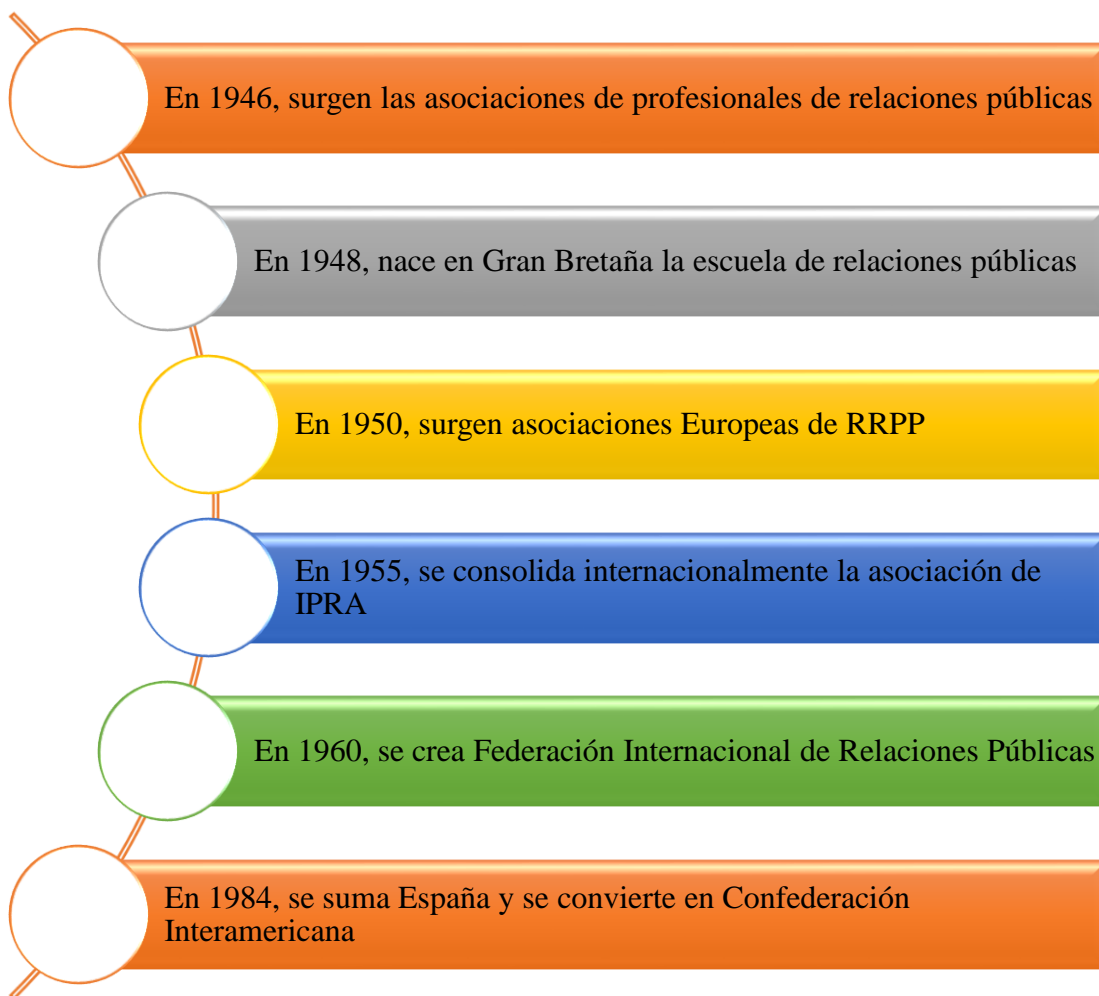 En 1946, surgen las asociaciones de profesionales de relaciones públicas
En 1948, nace en Gran Bretaña la escuela de relaciones públicas
En 1950, surgen asociaciones Europeas de RRPP
En 1955, se consolida internacionalmente la asociación de
IPRA
En 1960, se crea Federación Internacional de Relaciones Públicas
En 1984, se suma España y se convierte en Confederación
Interamericana